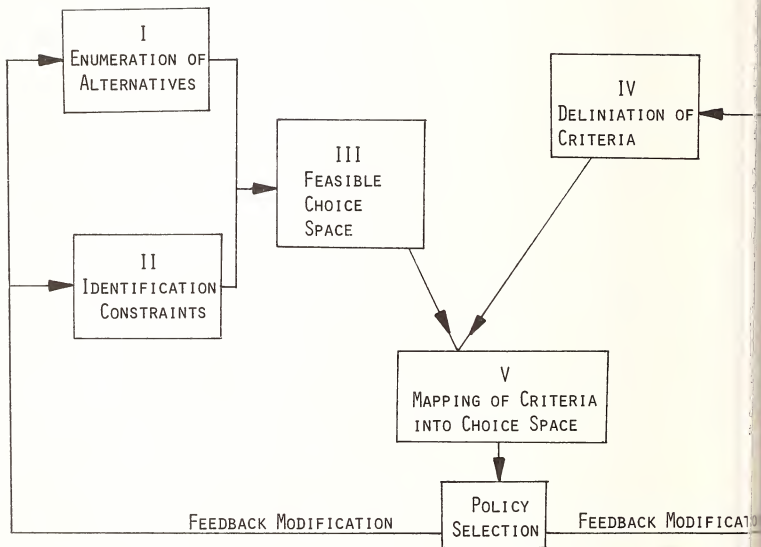 I
ENUMERATION OF
ALTERNATIVES
II
IDENTIFICATION
CONSTRAINTS
III
FEASIBLE
CHOICE
SPACE
IV
DELINIATION OF
CRITERIA
V
MAPPING OF CRITERIA
INTO CHOICE SPACE
POLICY
SELECTION
FEEDBACK MODIFICATION
FEEDBACK